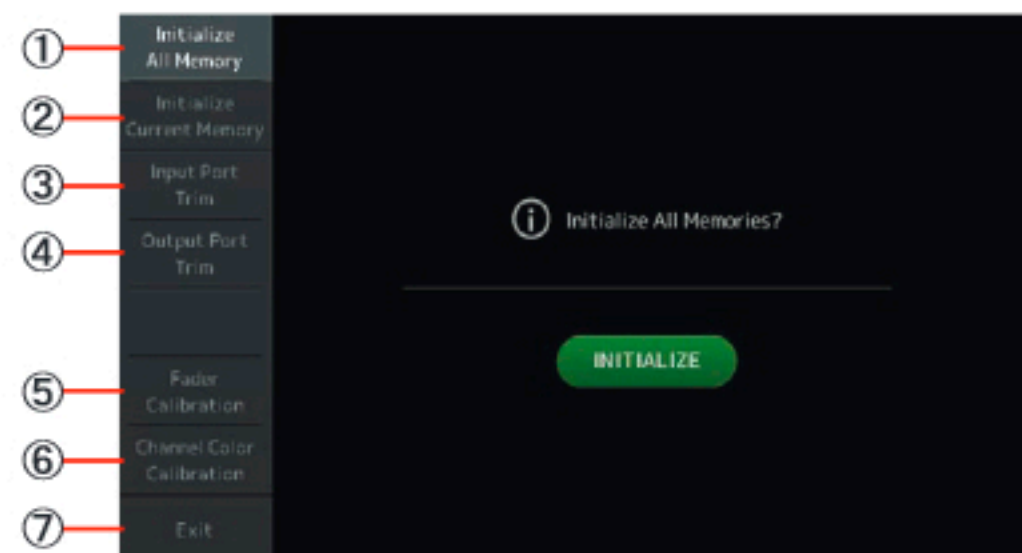 ①
Initialize
All Memory
②
Initialize
Current Memory
③
Input Port
Trim
④
Output Port
Trim
⑤
Fader
Calibration
⑥
Channel Color
Calibration
⑦
Exit
Initialize All Memories?
INITIALIZE